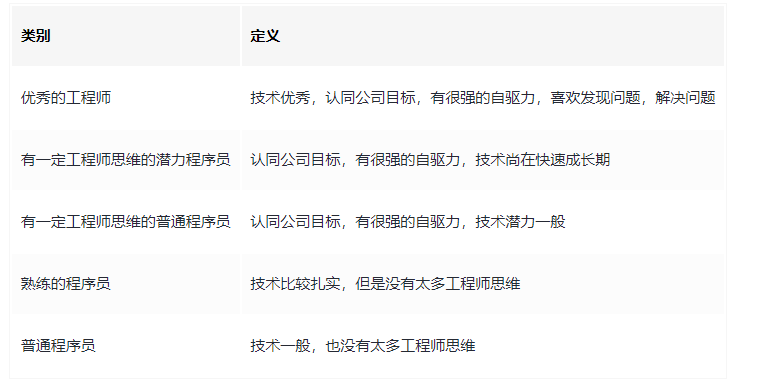 类别 定义
优秀的工程师 技术优秀，认同公司目标，有很强的自驱力，喜欢发现问题，解决问题
有一定工程师思维的潜力程序员 认同公司目标，有很强的自驱力，技术尚在快速成长期
有一定工程师思维的普通程序员 认同公司目标，有很强的自驱力，技术潜力一般
熟练的程序员 技术比较扎实，但是没有太多工程师思维
普通程序员 技术一般，也没有太多工程师思维